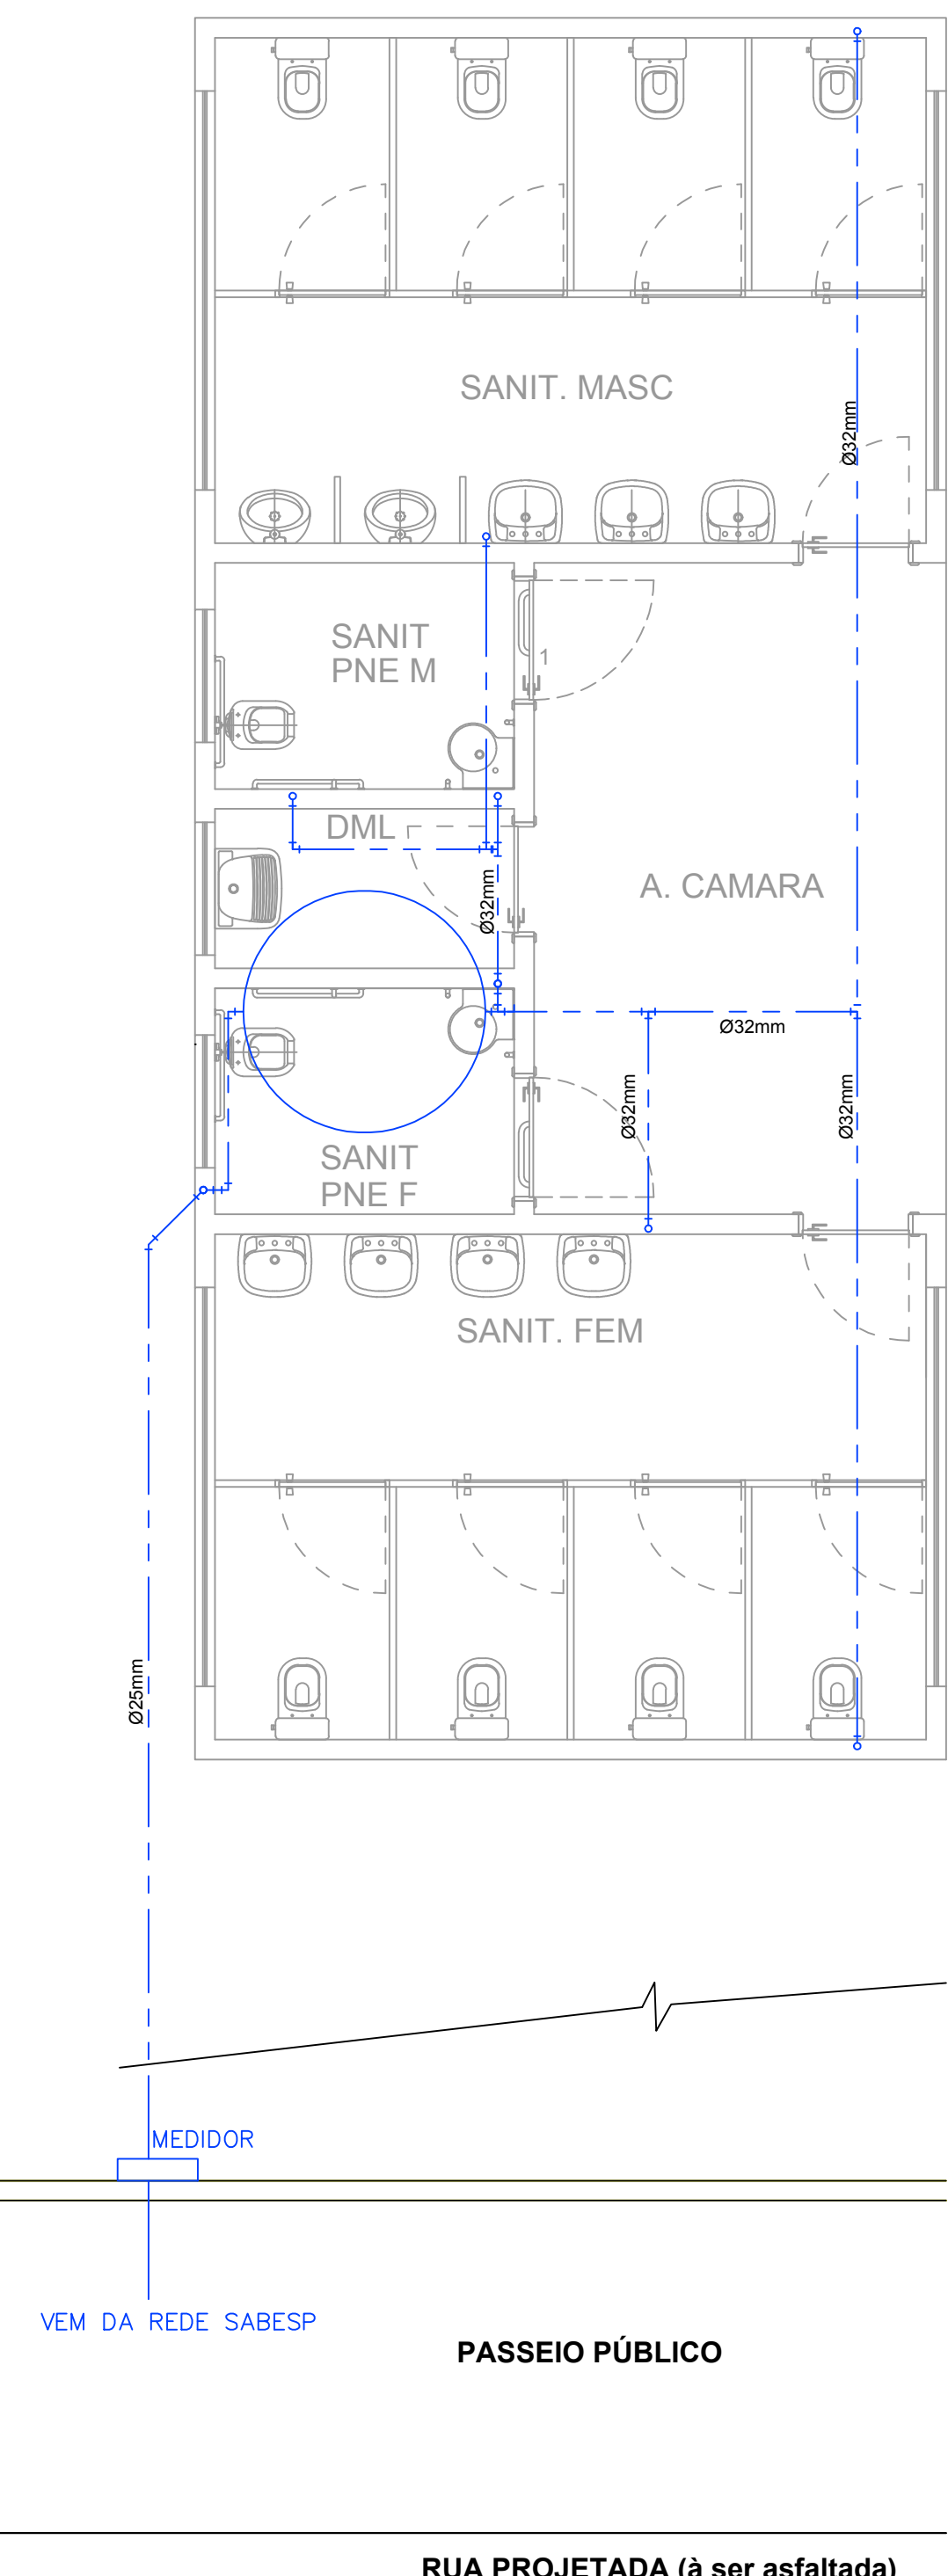 SANIT. MASC
Ø32mm
SANIT
PNE M
1
DML
Ø32mm
A. CAMARA
Ø32mm
Ø32mm
Ø32mm
SANIT
PNE F
SANIT. FEM
Ø25mm
MEDIDOR
VEM DA REDE SABESP
PASSEIO PÚBLICO
RUA PROJETADA (à ser asfaltada)